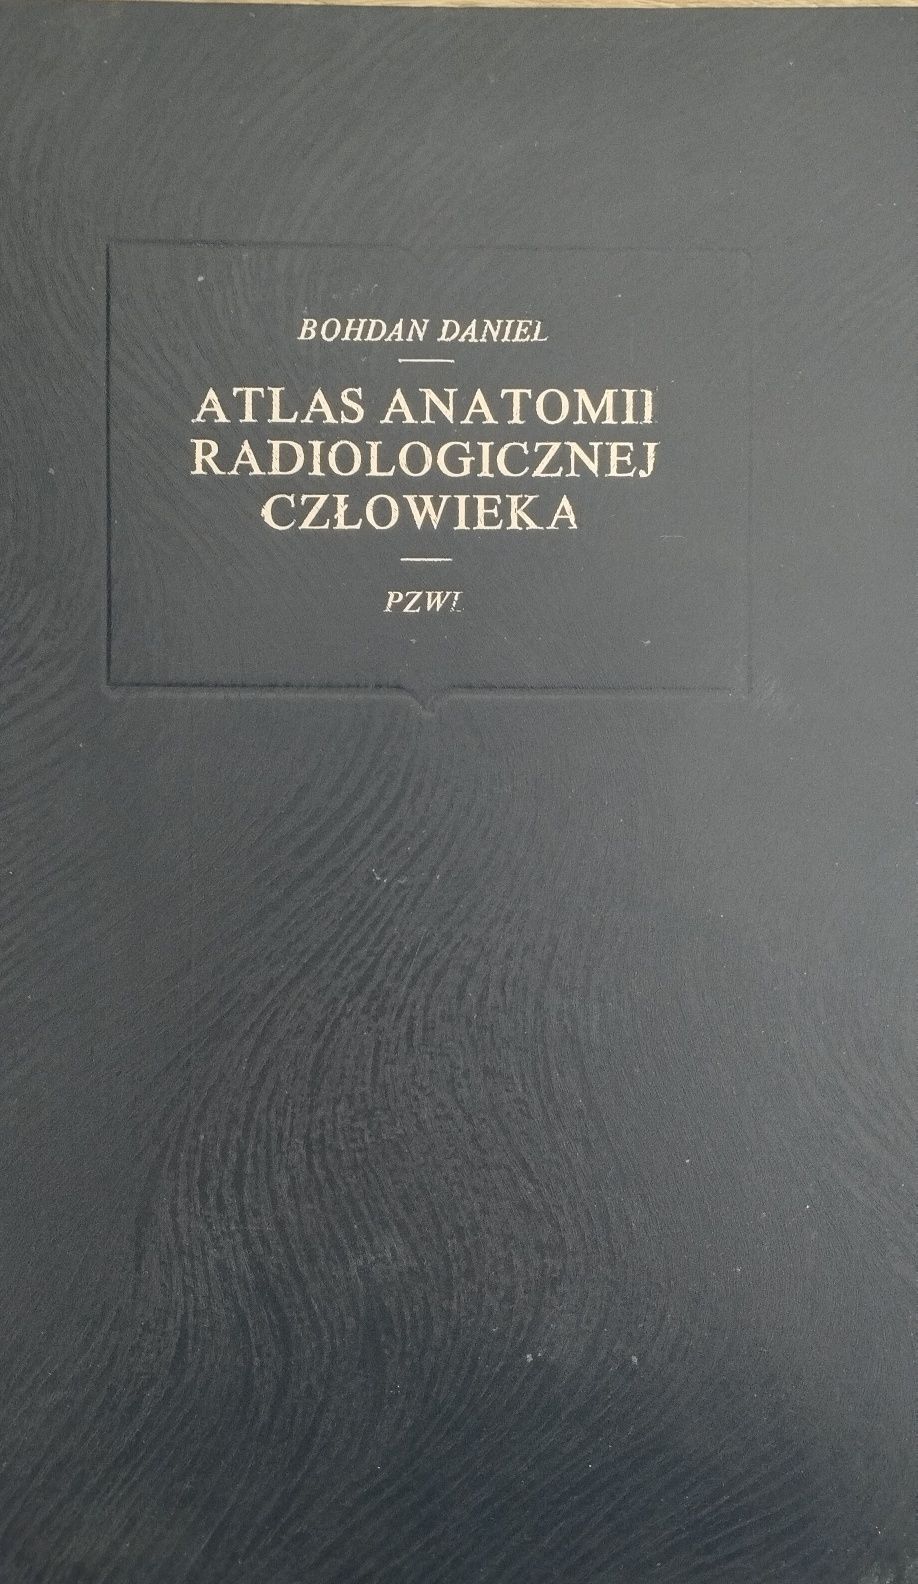 BOHDAN DANIEL
ATLAS ANATOMII
RADIOLOGICZNEJ
CZŁOWIEKA
PZWL